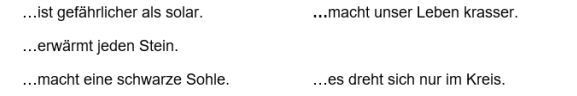 …ist gefährlicher als solar. …macht unser Leben krasser.
…erwärmt jeden Stein.
…macht eine schwarze Sohle. …es dreht sich nur im Kreis.